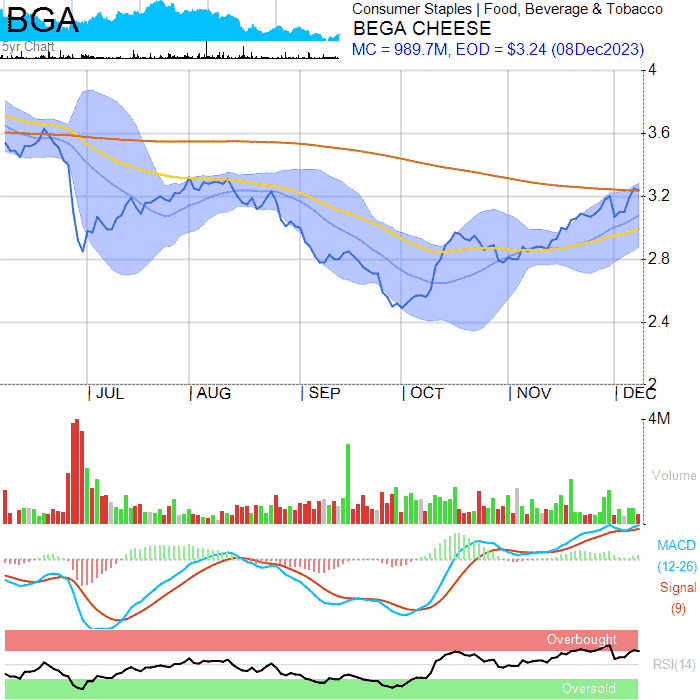 BGA
5yr Chart
Consumer Staples | Food, Beverage & Tobacco
BEGA CHEESE
MC = 989.7M, EOD = $3.24 (08Dec2023)
4
3.6
3.2
2.8
2.4
2
JUL AUG SEP OCT NOV DEC
4M
Volume
MACD
(12-26)
Signal
(9)
Overbought
RSI(14)
Oversold